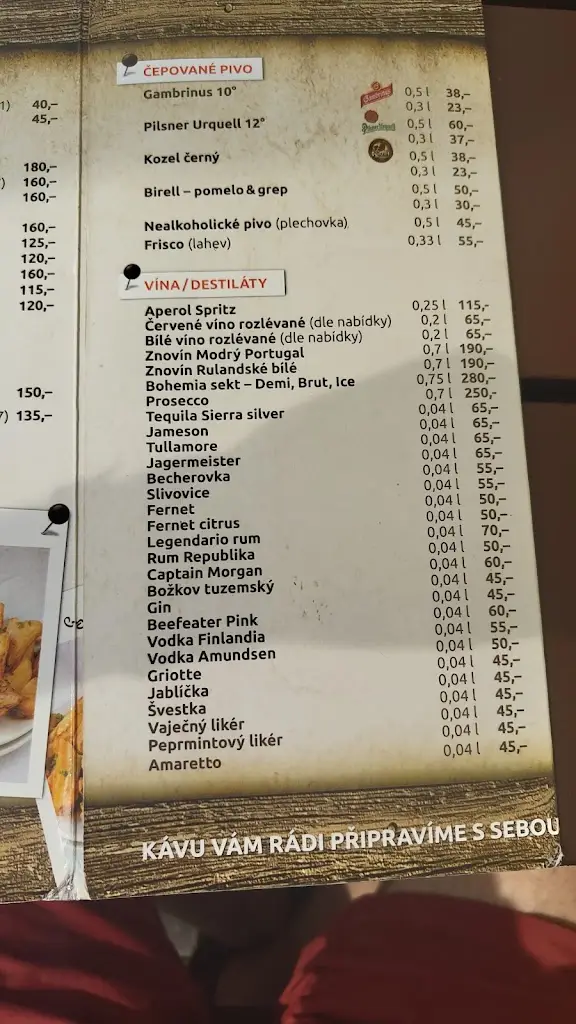 1) 40,–
45,–
180,–
) 160,–
160,–
160,–
125,–
120,–
160,–
115,–
120,–
150,–
7) 135,–
ČEPOVANÉ PIVO
Gambrinus 10° 0,5 l 38,–
0,3 l 23,–
Pilsner Urquell 12° 0,5 l 60,–
0,3 l 37,–
Kozel černý 0,5 l 38,–
0,3 l 23,–
Birell – pomelo & grep 0,5 l 50,–
0,3 l 30,–
Nealkoholické pivo (plechovka) 0,5 l 45,–
Frisco (lahev) 0,33 l 55,–
VÍNA / DESTILÁTY
Aperol Spritz 0,25 l 115,–
Červené víno rozlévané (dle nabídky) 0,2 l 65,–
Bílé víno rozlévané (dle nabídky) 0,2 l 65,–
Znovín Modrý Portugal 0,7 l 190,–
Znovín Rulandské bílé 0,7 l 190,–
Bohemia sekt – Demi, Brut, Ice 0,75 l 280,–
Prosecco 0,7 l 250,–
Tequila Sierra silver 0,04 l 65,–
Jameson 0,04 l 65,–
Tullamore 0,04 l 65,–
Jagermeister 0,04 l 65,–
Becherovka 0,04 l 55,–
Slivovice 0,04 l 55,–
Fernet 0,04 l 50,–
Fernet citrus 0,04 l 50,–
Legendario rum 0,04 l 70,–
Rum Republika 0,04 l 50,–
Captain Morgan 0,04 l 60,–
Božkov tuzemský 0,04 l 45,–
Gin 0,04 l 45,–
Beefeater Pink 0,04 l 60,–
Vodka Finlandia 0,04 l 55,–
Vodka Amundsen 0,04 l 50,–
Griotte 0,04 l 45,–
Jablíčka 0,04 l 45,–
Švestka 0,04 l 45,–
Vaječný likér 0,04 l 45,–
Peprmintový likér 0,04 l 45,–
Amaretto 0,04 l 45,–
KÁVU VÁM RÁDI PŘIPRAVÍME S SEBOU